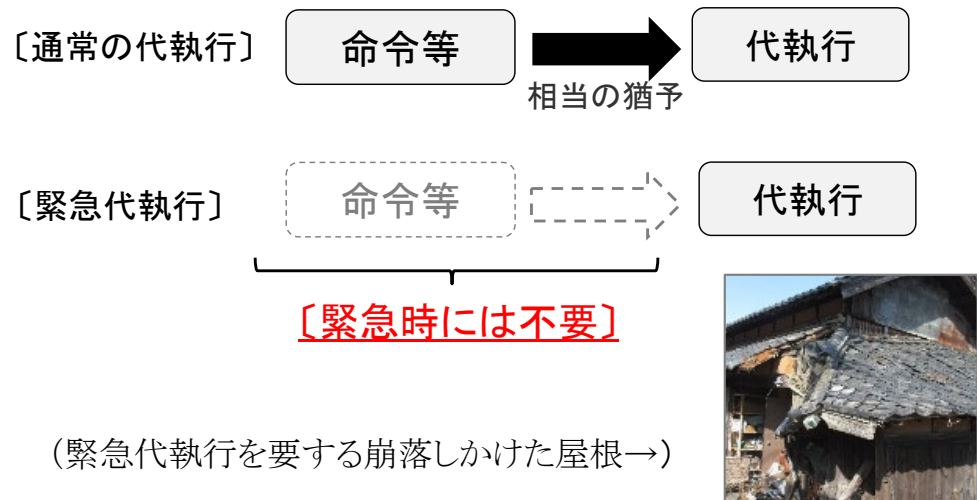 〔通常の代執行〕
命令等
代執行
相当の猶予
〔緊急代執行〕
命令等
代執行
〔緊急時には不要〕
（緊急代執行を要する崩落しかけた屋根→）